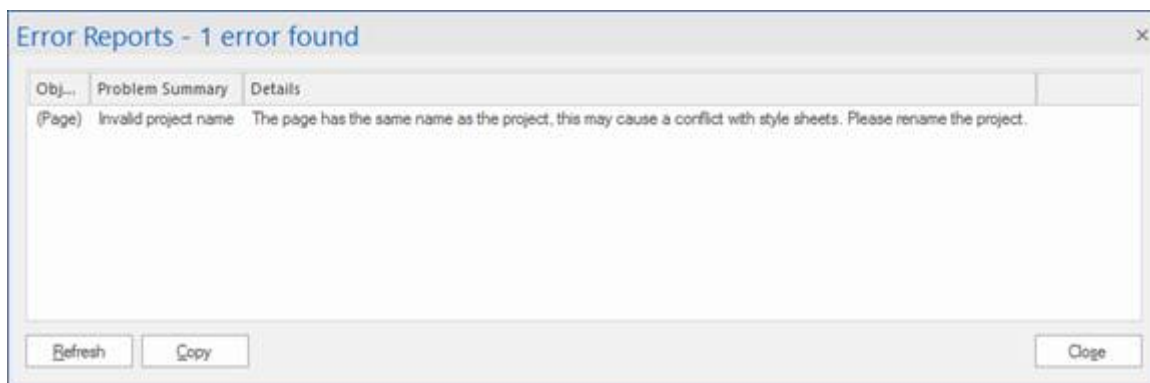 Error Reports - 1 error found
Obj... Problem Summary Details
(Page) Invalid project name The page has the same name as the project, this may cause a conflict with style sheets. Please rename the project.
Refresh Copy Close